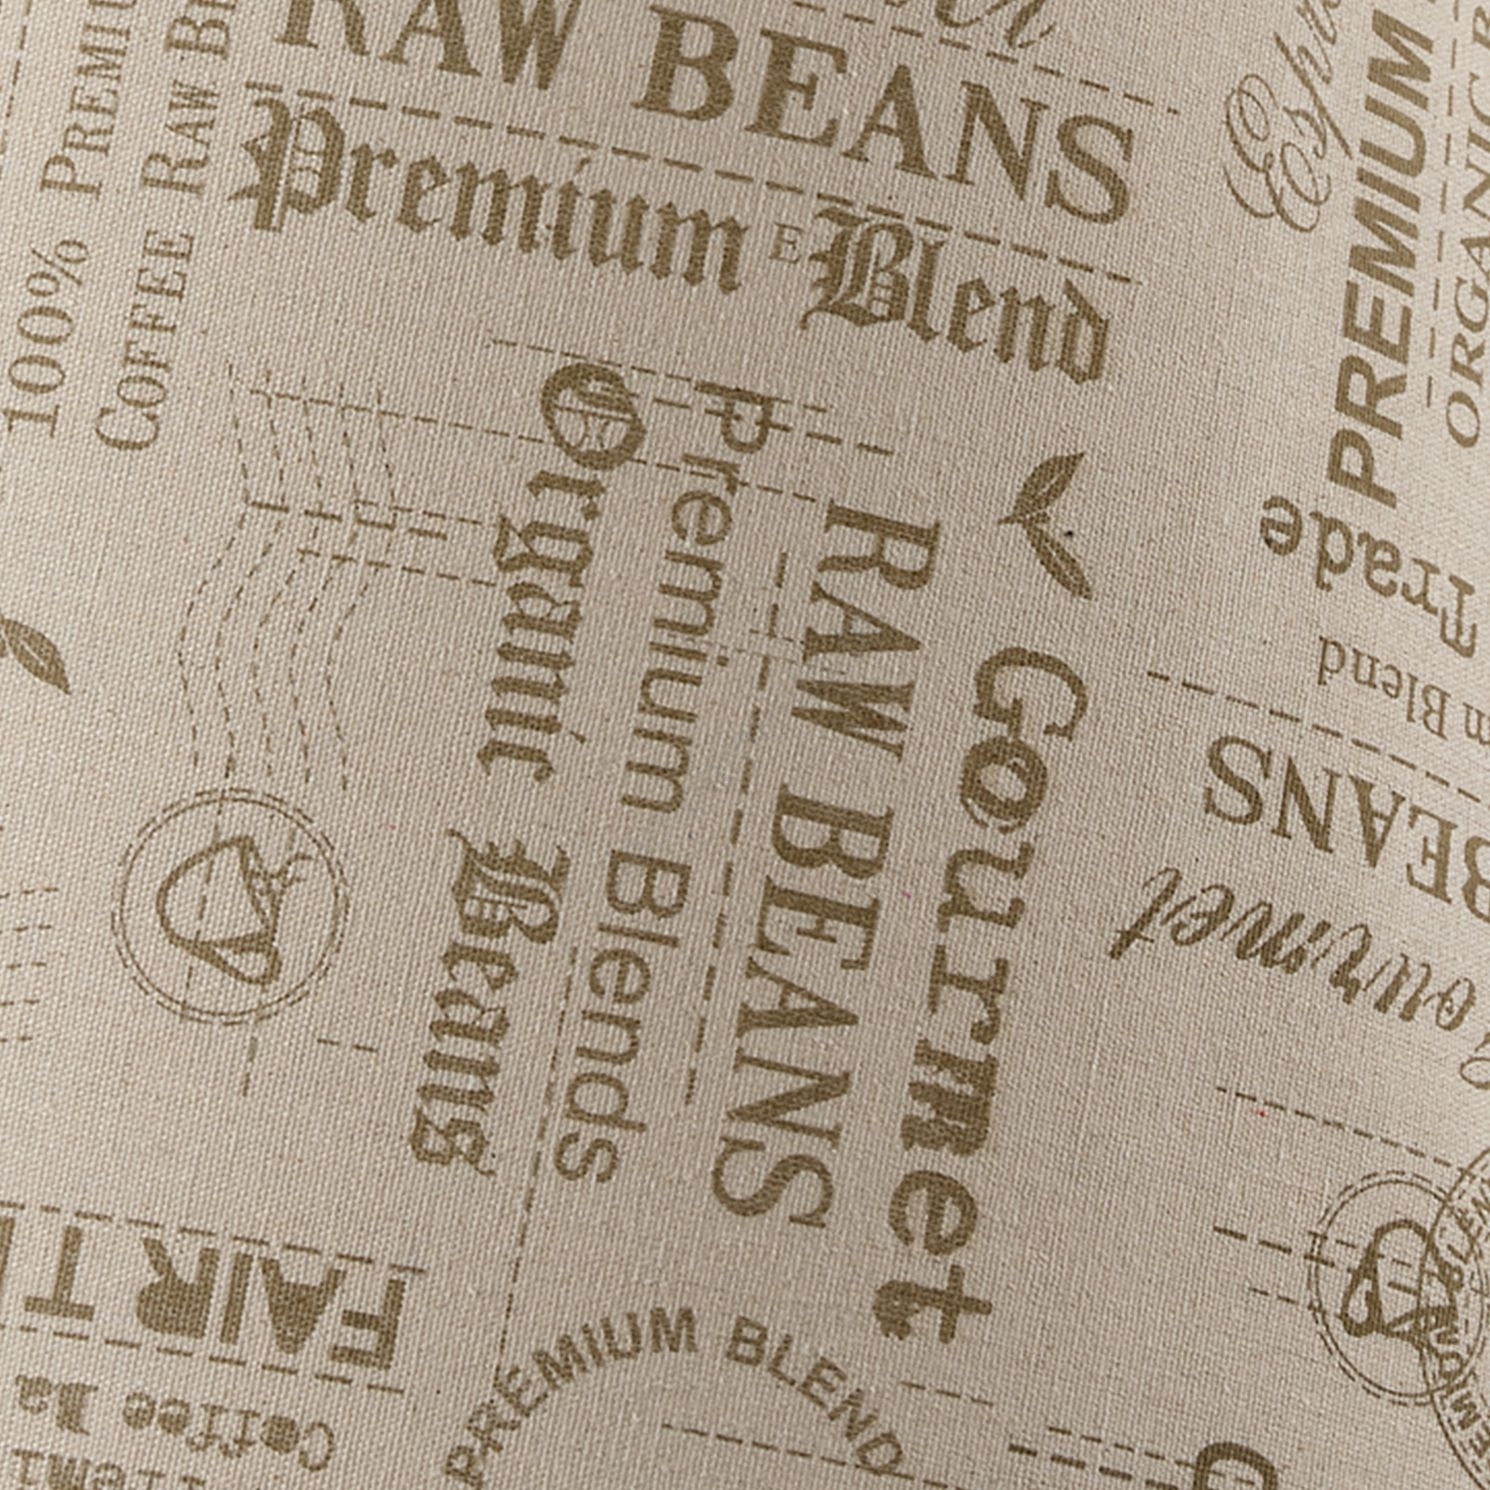 RAW BEANS
Premium Blend
E
100% PREMIU
COFFEE RAW BE
PREMIUM
ORGANIC
Trade
Blend
BEANS
Organic Beans
Premium Blends
RAW BEANS
Gourmet
FAIR T
Coffee Ba
PREMIUM BLEND